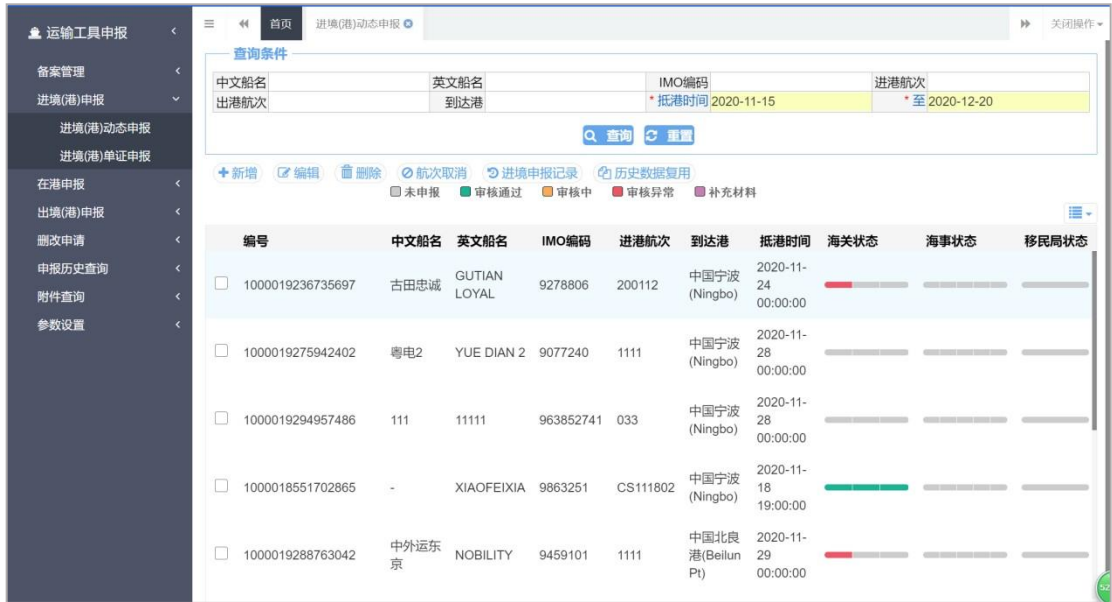 运输工具申报
备案管理
进境(港)申报
进境(港)动态申报
进境(港)单证申报
在港申报
出境(港)申报
删改申请
申报历史查询
附件查询
参数设置
首页 进境(港)动态申报 关闭操作
查询条件
中文船名 英文船名 IMO编码 进港航次
出港航次 到达港 * 抵港时间 2020-11-15 * 至 2020-12-20
查询 重置
新增 编辑 删除 航次取消 进境申报记录 历史数据复用
未申报 审核通过 审核中 审核异常 补充材料
编号 中文船名 英文船名 IMO编码 进港航次 到达港 抵港时间 海关状态 海事状态 移民局状态
1000019236735697 古田忠诚 GUTIAN LOYAL 9278806 200112 中国宁波(Ningbo) 2020-11-24 00:00:00
1000019275942402 粤电2 YUE DIAN 2 9077240 1111 中国宁波(Ningbo) 2020-11-28 00:00:00
1000019294957486 111 11111 963852741 033 中国宁波(Ningbo) 2020-11-28 00:00:00
1000018551702865 - XIAOFEIXIA 9863251 CS111802 中国宁波(Ningbo) 2020-11-18 19:00:00
1000019288763042 中外运东京 NOBILITY 9459101 1111 中国北良港(Beilun Pt) 2020-11-29 00:00:00
52